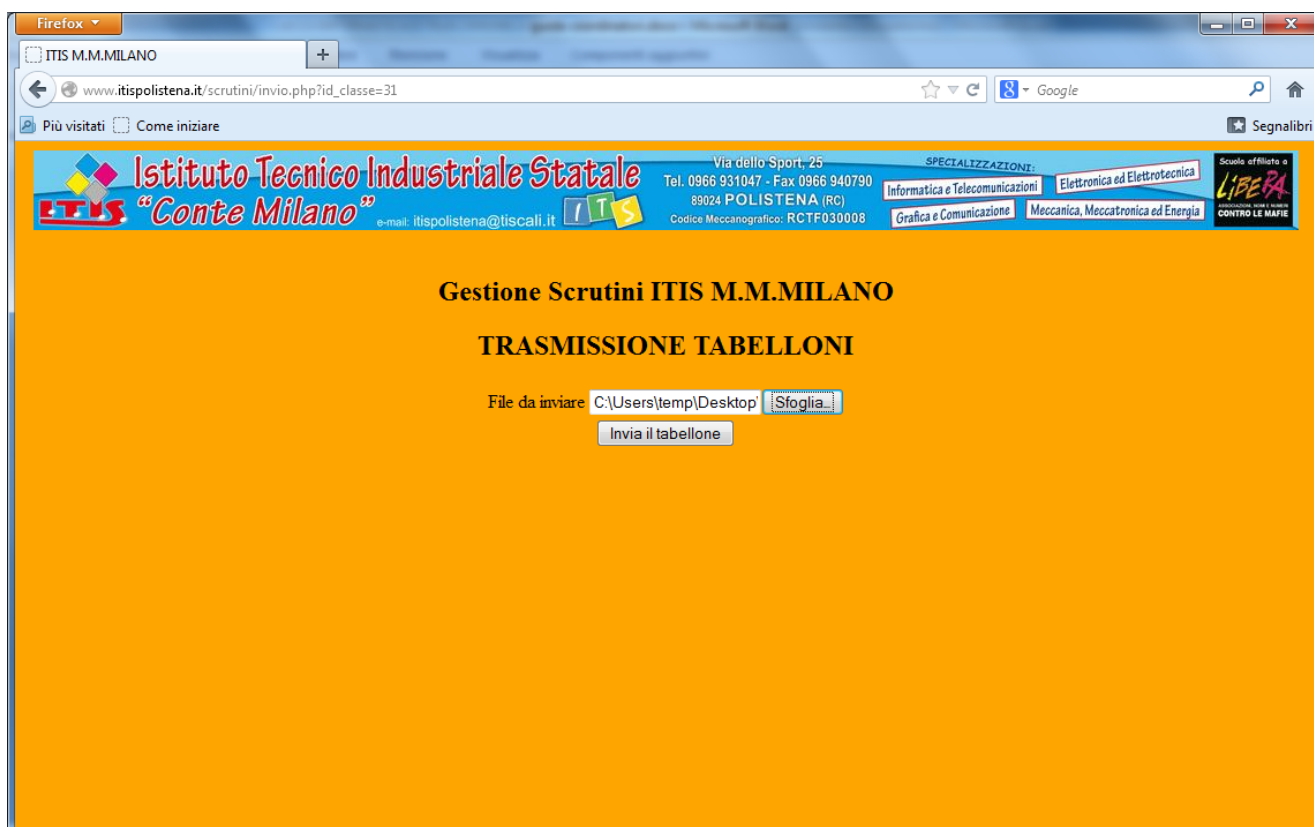 Firefox
ITIS M.M.MILANO
www.itispolistena.it/scrutini/invio.php?id_classe=31
Google
Più visitati
Come iniziare
Segnalibri
Istituto Tecnico Industriale Statale
"Conte Milano"
e-mail: itispolistena@tiscali.it
ITIS
ITS
Via dello Sport, 25
Tel. 0966 931047 - Fax 0966 940790
89024 POLISTENA (RC)
Codice Meccanografico: RCTF030008
SPECIALIZZAZIONI:
Informatica e Telecomunicazioni
Elettronica ed Elettrotecnica
Grafica e Comunicazione
Meccanica, Meccatronica ed Energia
Scuola affiliata a
LiBERA
ASSOCIAZIONI, NOMI E NUMERI
CONTRO LE MAFIE
Gestione Scrutini ITIS M.M.MILANO
TRASMISSIONE TABELLONI
File da inviare C:\Users\temp\Desktop\ Sfoglia...
Invia il tabellone